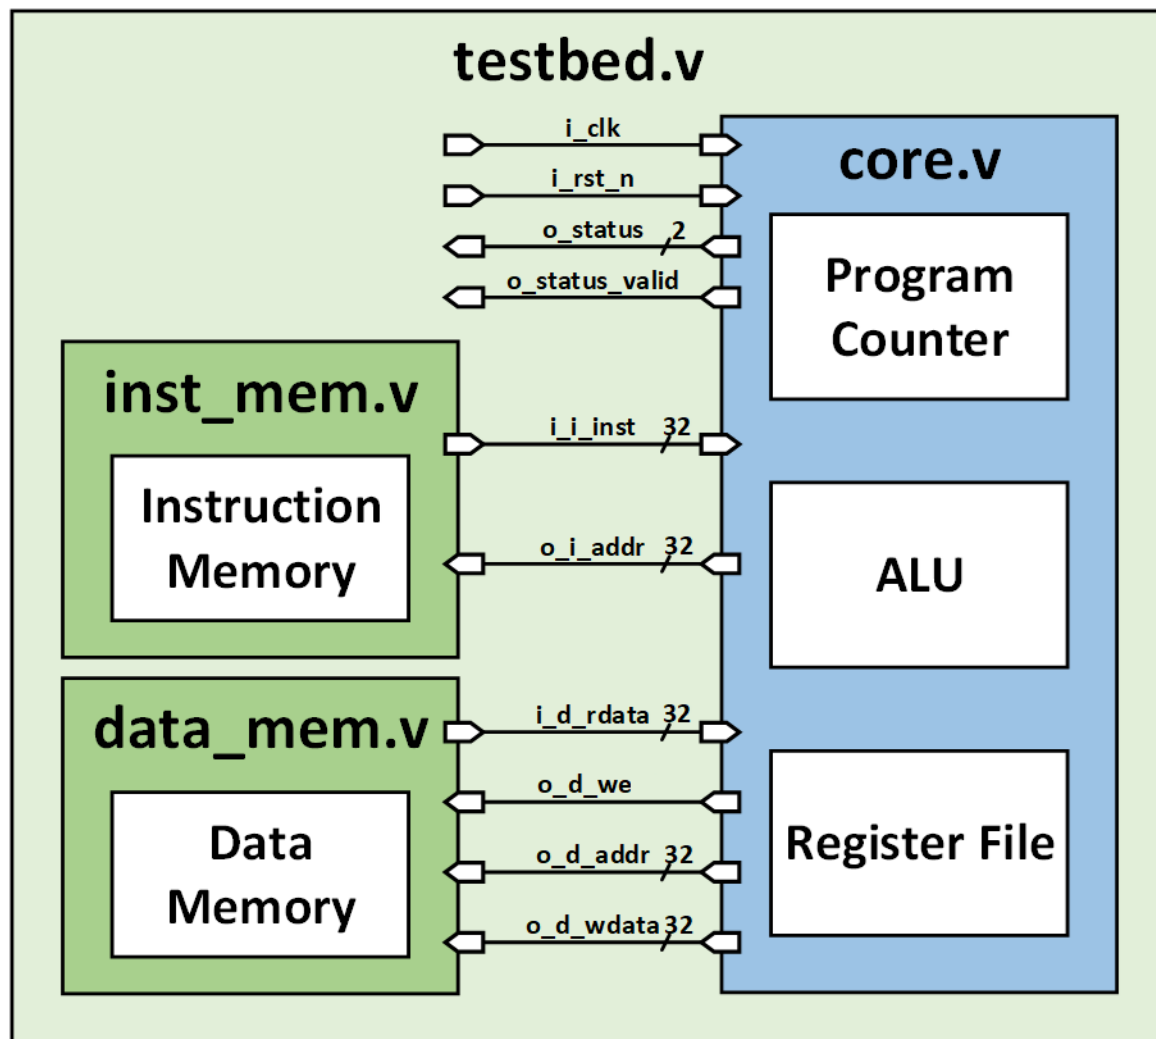 testbed.v
i_clk
core.v
i_rst_n
o_status 2
o_status_valid
Program
Counter
inst_mem.v
Instruction
Memory
i_i_inst 32
o_i_addr 32
ALU
data_mem.v
Data
Memory
i_d_rdata 32
o_d_we
o_d_addr 32
o_d_wdata 32
Register File